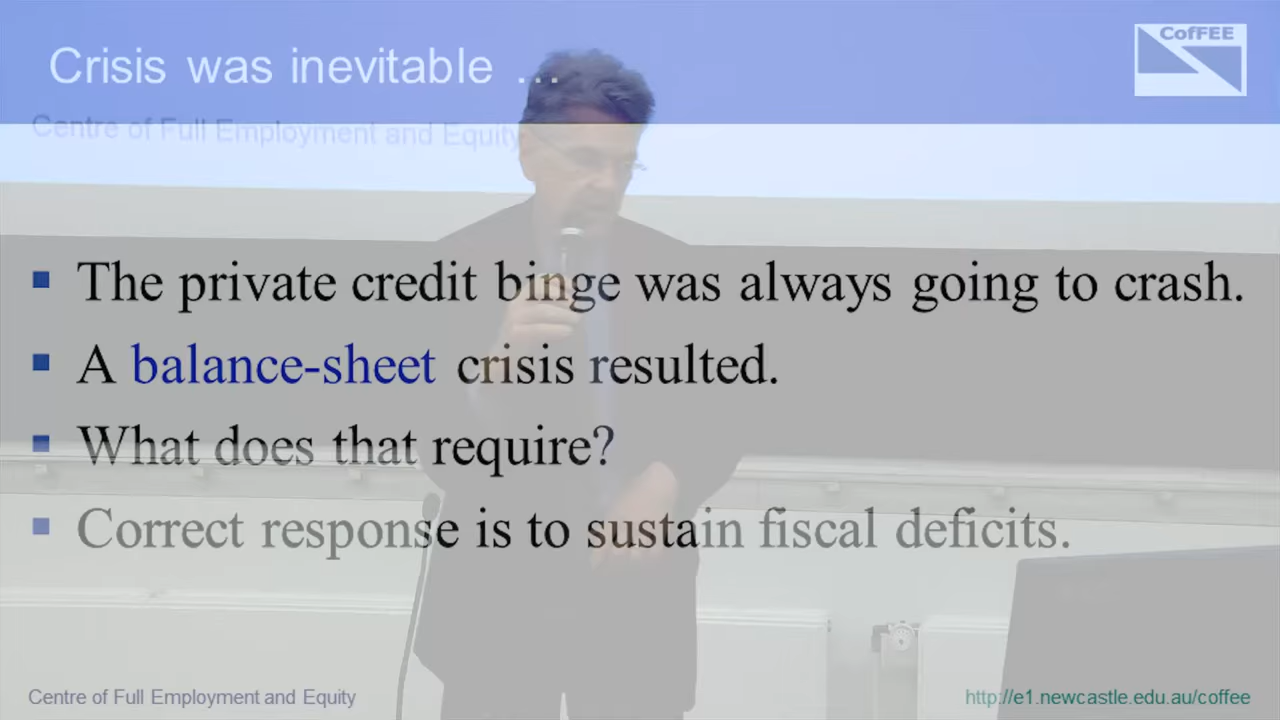 CofFEE
Crisis was inevitable ...
Centre of Full Employment and Equity
The private credit binge was always going to crash.
A balance-sheet crisis resulted.
What does that require?
Correct response is to sustain fiscal deficits.
Centre of Full Employment and Equity
http://e1.newcastle.edu.au/coffee